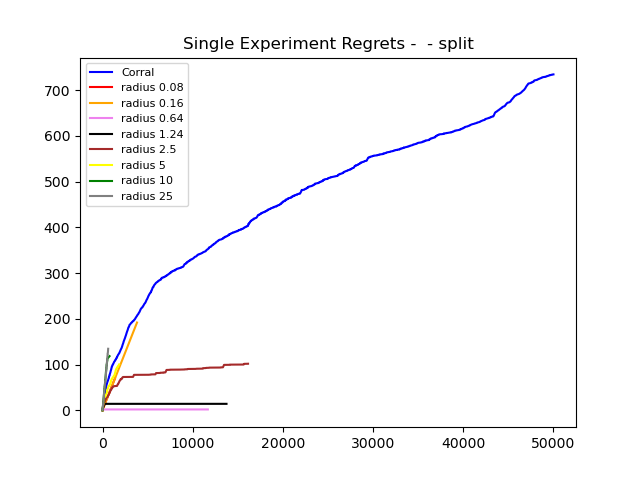 Single Experiment Regrets -  - split
Corral
radius 0.08
radius 0.16
radius 0.64
radius 1.24
radius 2.5
radius 5
radius 10
radius 25
700
600
500
400
300
200
100
0
0 10000 20000 30000 40000 50000